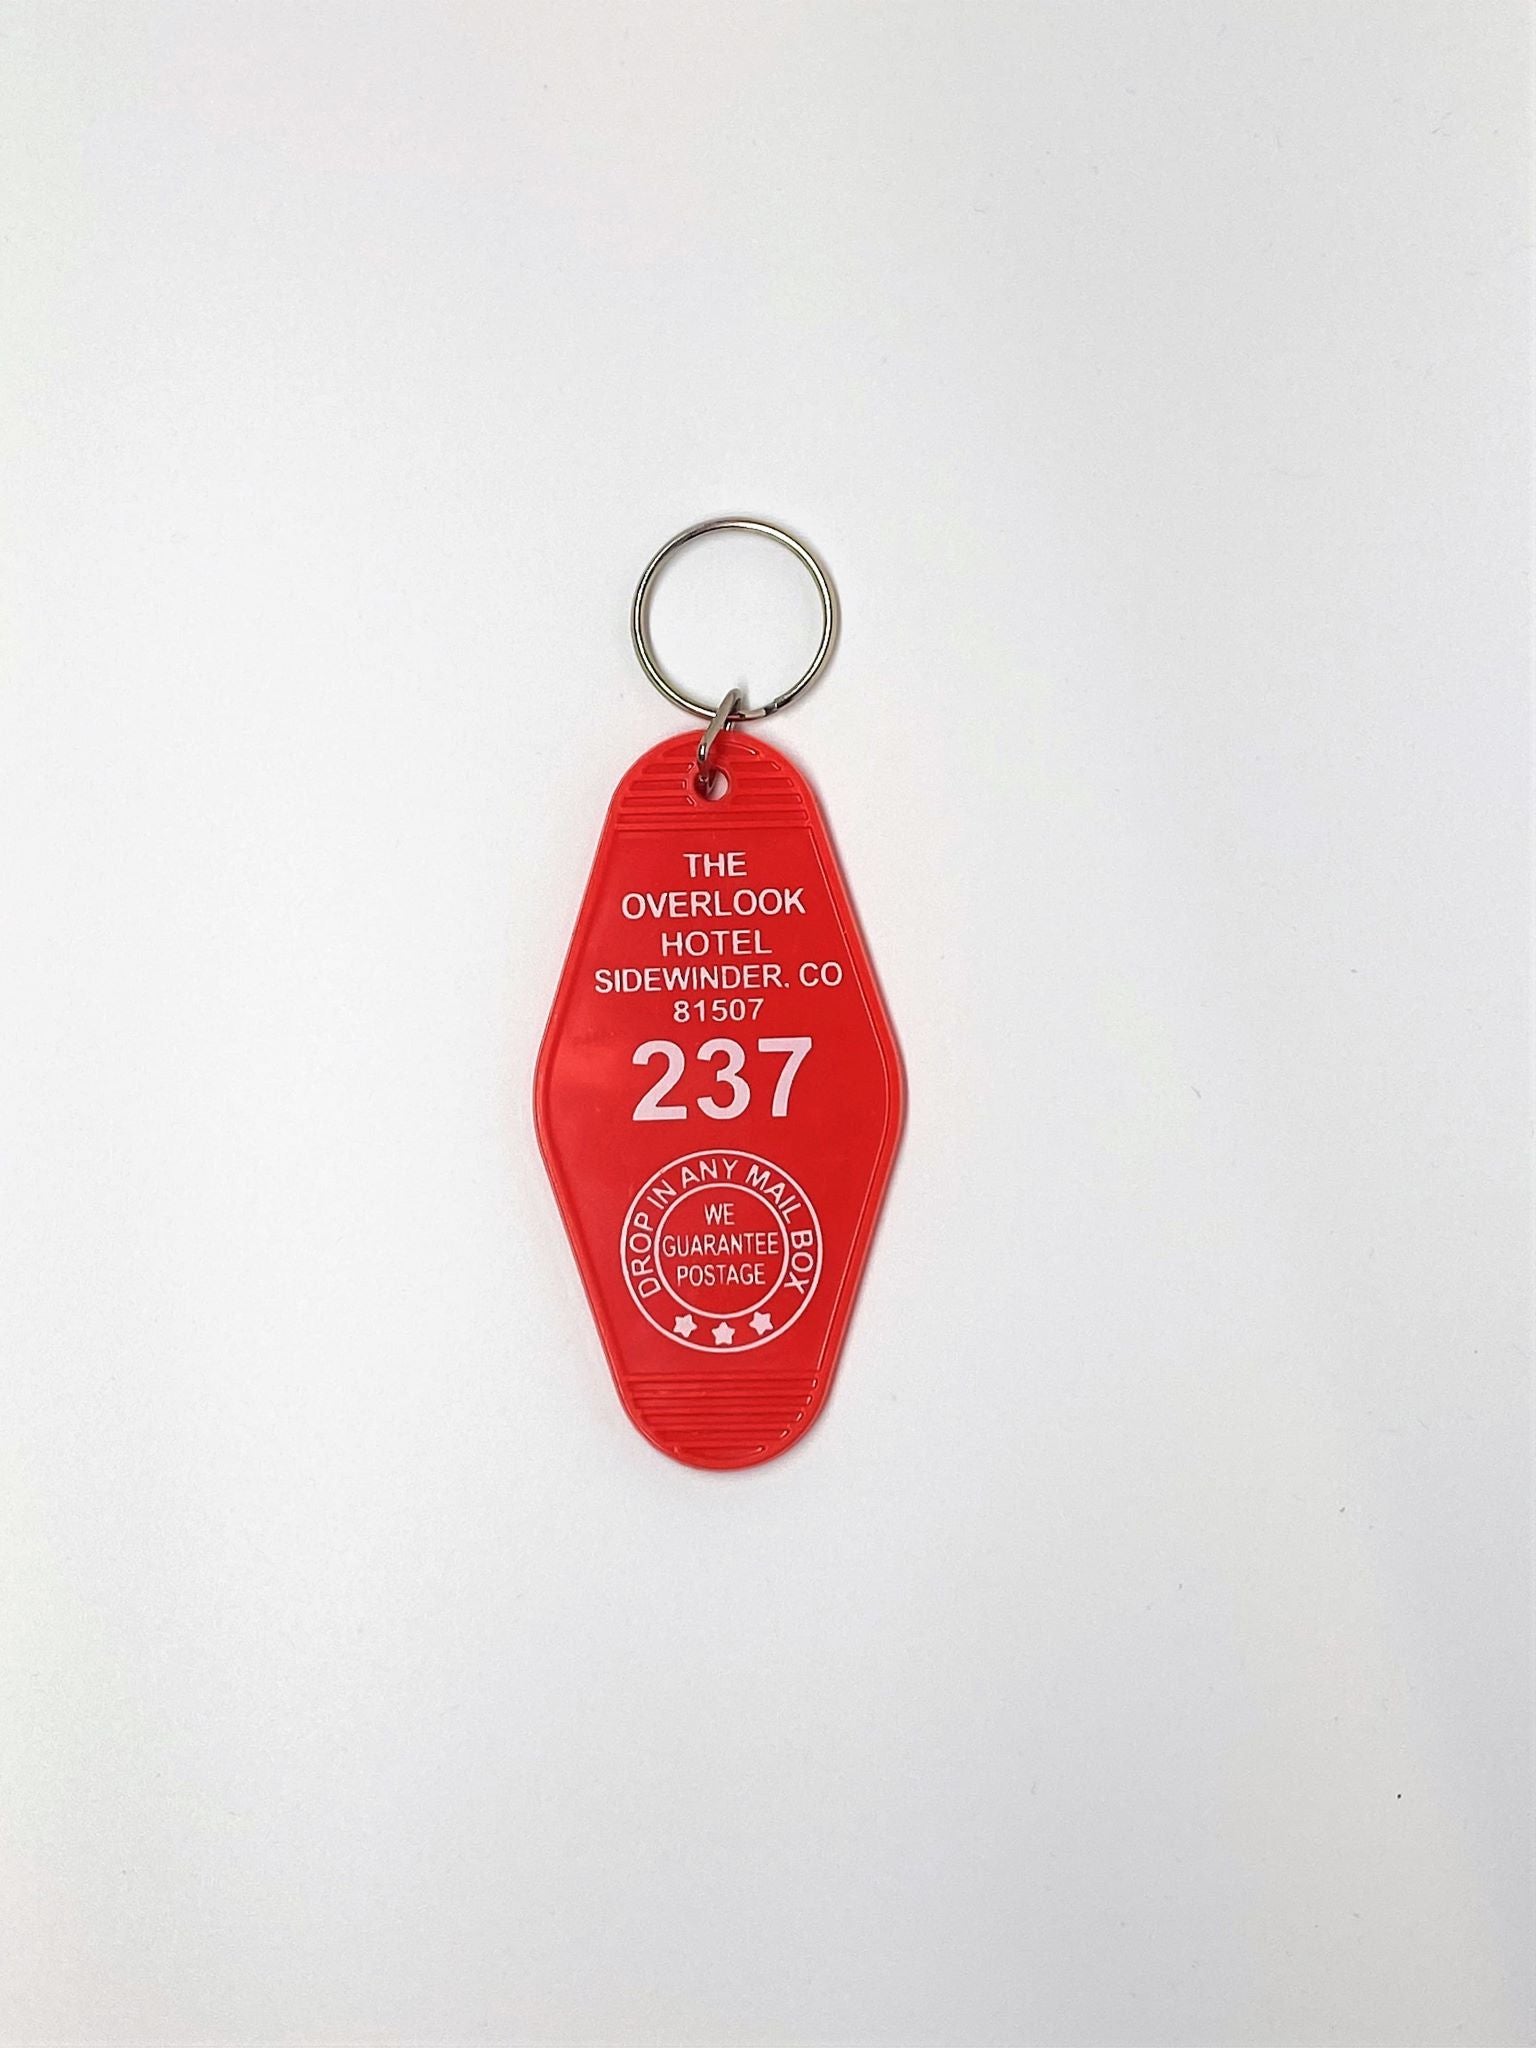 THE
OVERLOOK
HOTEL
SIDEWINDER. CO
81507
237
DROP IN ANY MAIL BOX
WE
GUARANTEE
POSTAGE